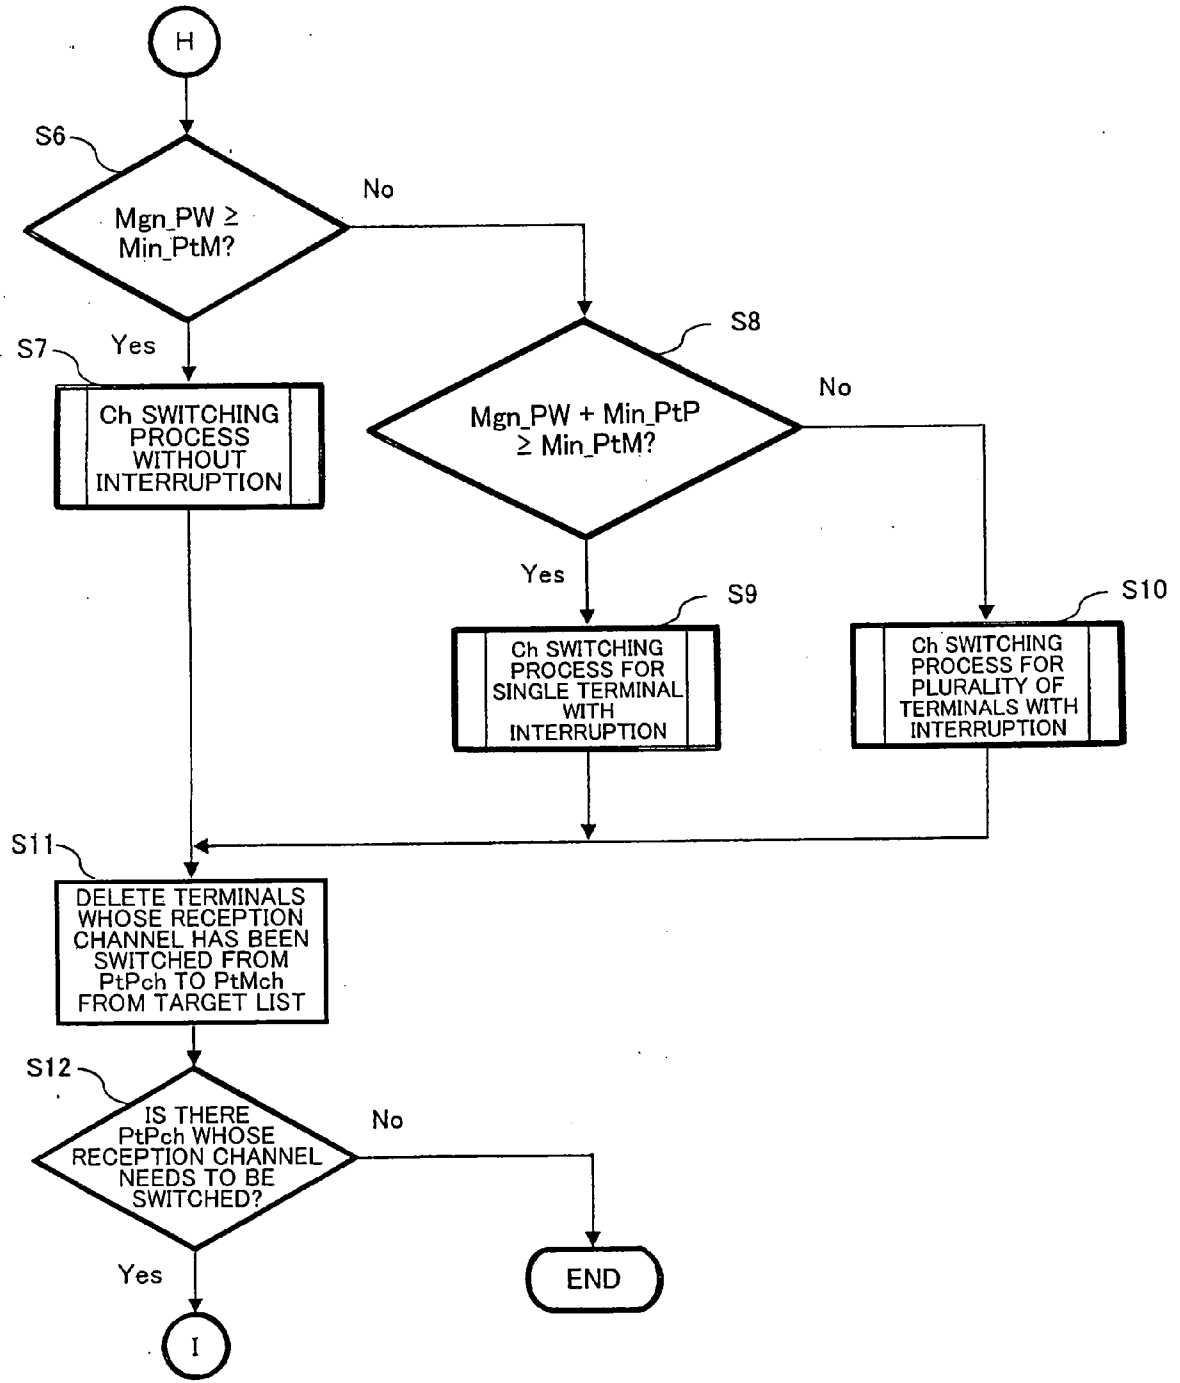 H
S6
No
Mgn_PW ≥
Min_PtM?
Yes
S7
S8
No
Ch SWITCHING
PROCESS
WITHOUT
INTERRUPTION
Mgn_PW + Min_PtP
≥ Min_PtM?
Yes
S9
S10
Ch SWITCHING
PROCESS FOR
SINGLE TERMINAL
WITH
INTERRUPTION
Ch SWITCHING
PROCESS FOR
PLURALITY OF
TERMINALS WITH
INTERRUPTION
S11
DELETE TERMINALS
WHOSE RECEPTION
CHANNEL HAS BEEN
SWITCHED FROM
PtPch TO PtMch
FROM TARGET LIST
S12
No
IS THERE
PtPch WHOSE
RECEPTION CHANNEL
NEEDS TO BE
SWITCHED?
Yes
END
I